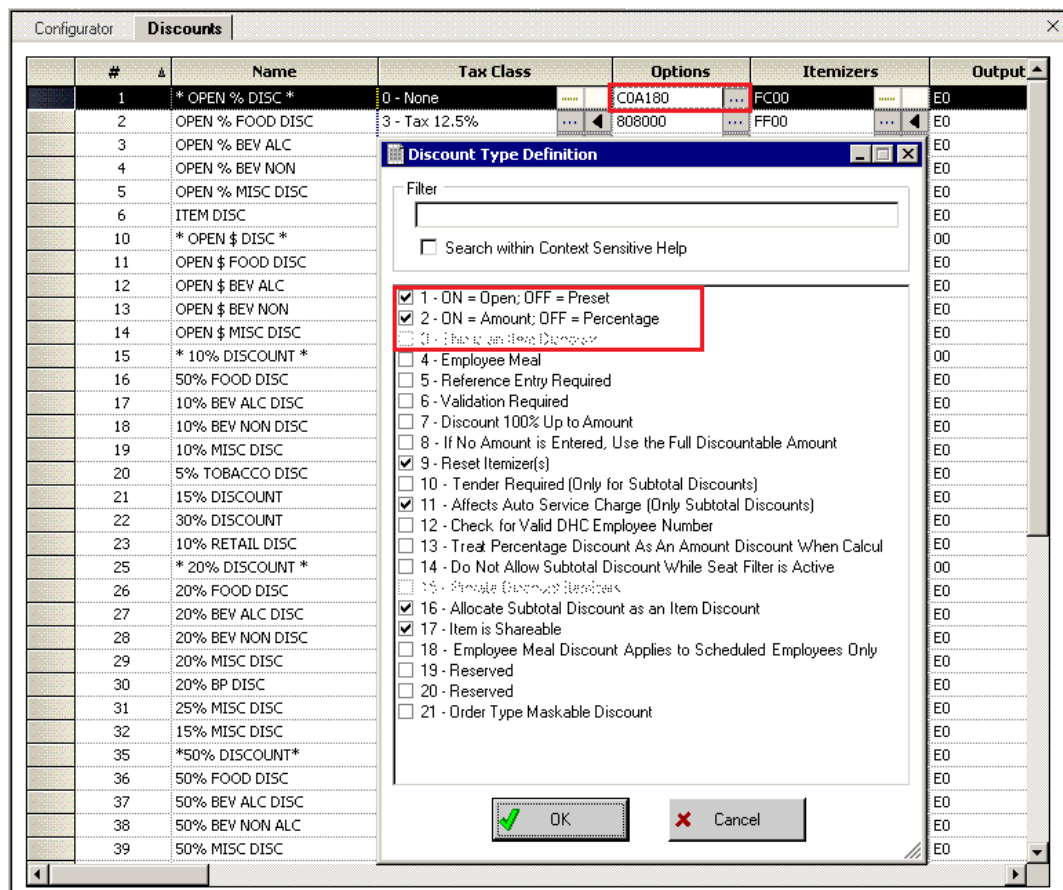 Configurator Discounts
# Name Tax Class Options Itemizers Output
1 * OPEN % DISC * 0 - None C0A180 ... FC00 E0
2 OPEN % FOOD DISC 3 - Tax 12.5% ... 808000 ... FF00 ... E0
3 OPEN % BEV ALC E0
4 OPEN % BEV NON E0
5 OPEN % MISC DISC E0
6 ITEM DISC E0
10 * OPEN $ DISC * 00
11 OPEN $ FOOD DISC E0
12 OPEN $ BEV ALC E0
13 OPEN $ BEV NON E0
14 OPEN $ MISC DISC E0
15 * 10% DISCOUNT * 00
16 50% FOOD DISC E0
17 10% BEV ALC DISC E0
18 10% BEV NON DISC E0
19 10% MISC DISC E0
20 5% TOBACCO DISC E0
21 15% DISCOUNT E0
22 30% DISCOUNT E0
23 10% RETAIL DISC E0
25 * 20% DISCOUNT * 00
26 20% FOOD DISC E0
27 20% BEV ALC DISC E0
28 20% BEV NON DISC E0
29 20% MISC DISC E0
30 20% BP DISC E0
31 25% MISC DISC E0
32 15% MISC DISC E0
35 *50% DISCOUNT* E0
36 50% FOOD DISC E0
37 50% BEV ALC DISC E0
38 50% BEV NON ALC E0
39 50% MISC DISC E0
Discount Type Definition
Filter
Search within Context Sensitive Help
1 - ON = Open; OFF = Preset
2 - ON = Amount; OFF = Percentage
4 - Employee Meal
5 - Reference Entry Required
6 - Validation Required
7 - Discount 100% Up to Amount
8 - If No Amount is Entered, Use the Full Discountable Amount
9 - Reset Itemizer(s)
10 - Tender Required (Only for Subtotal Discounts)
11 - Affects Auto Service Charge (Only Subtotal Discounts)
12 - Check for Valid DHC Employee Number
13 - Treat Percentage Discount As An Amount Discount When Calcul
14 - Do Not Allow Subtotal Discount While Seat Filter is Active
16 - Allocate Subtotal Discount as an Item Discount
17 - Item is Shareable
18 - Employee Meal Discount Applies to Scheduled Employees Only
19 - Reserved
20 - Reserved
21 - Order Type Maskable Discount
OK Cancel